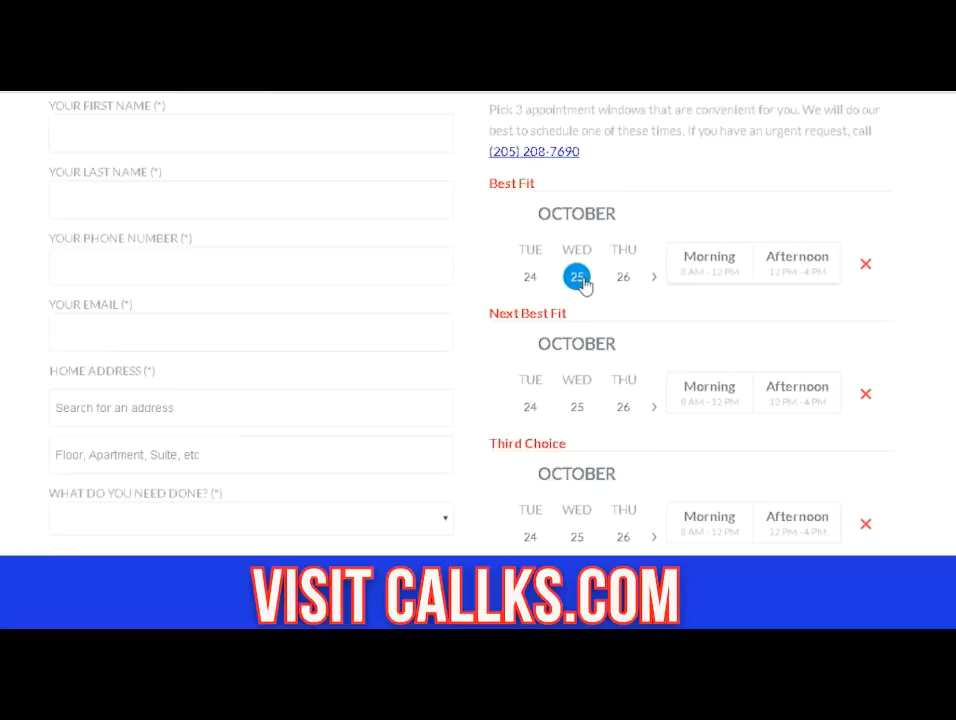 YOUR FIRST NAME (*)
YOUR LAST NAME (*)
YOUR PHONE NUMBER (*)
YOUR EMAIL (*)
HOME ADDRESS (*)
Search for an address
Floor, Apartment, Suite, etc
WHAT DO YOU NEED DONE? (*)
Pick 3 appointment windows that are convenient for you. We will do our
best to schedule one of these times. If you have an urgent request, call
(205) 208-7690
Best Fit
OCTOBER
TUE WED THU
24 25 26
Morning Afternoon
8 AM - 12 PM 12 PM - 4 PM
Next Best Fit
OCTOBER
TUE WED THU
24 25 26
Morning Afternoon
8 AM - 12 PM 12 PM - 4 PM
Third Choice
OCTOBER
TUE WED THU
24 25 26
Morning Afternoon
8 AM - 12 PM 12 PM - 4 PM
VISIT CALLKS.COM